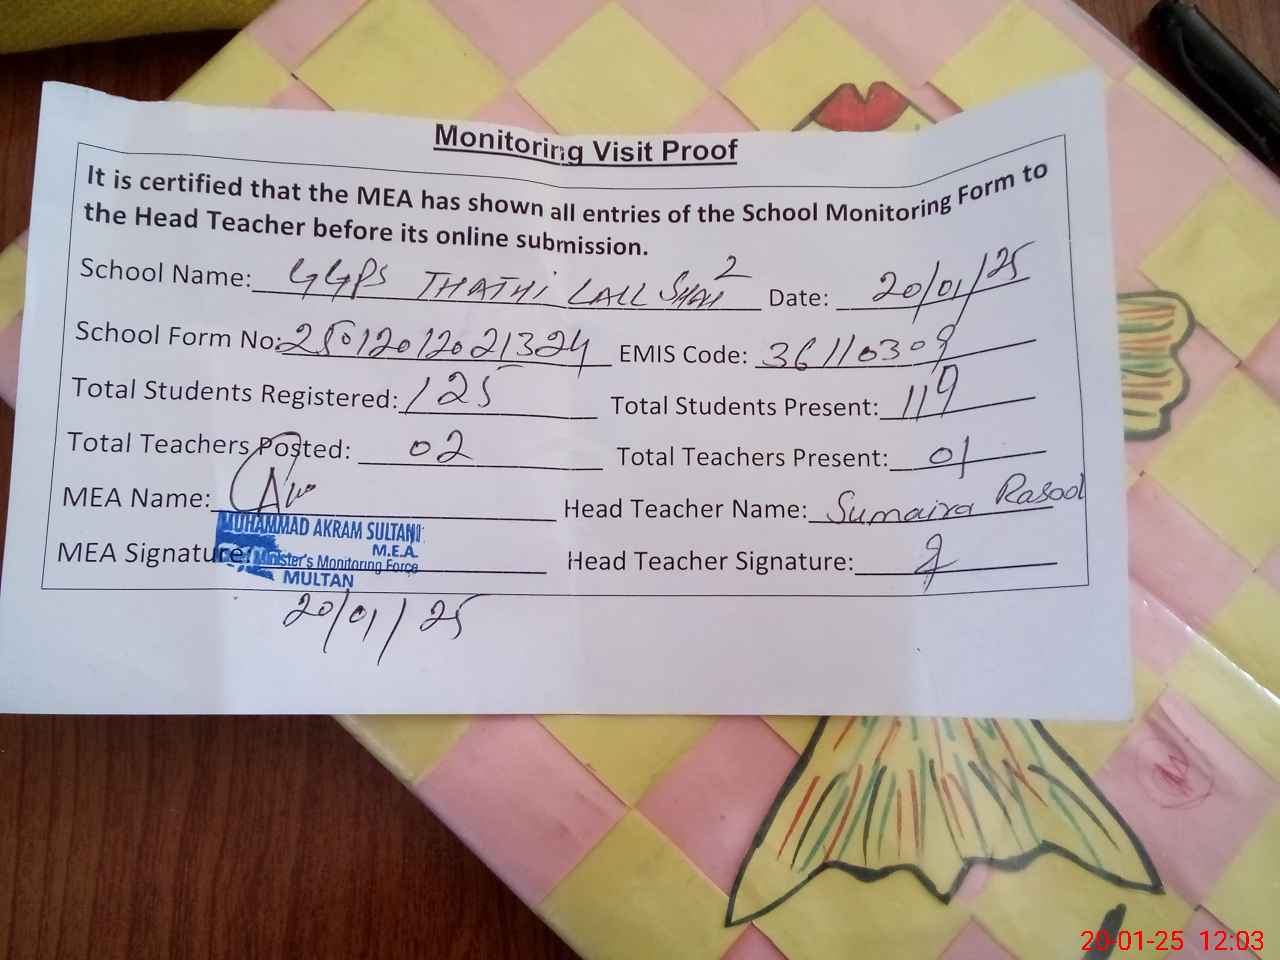 Monitoring Visit Proof
It is certified that the MEA has shown all entries of the School Monitoring Form to
the Head Teacher before its online submission.
School Name: GGPS THATHI LALL SHAI 2 Date: 20/01/25
School Form No: 25012012021324 EMIS Code: 36110309
Total Students Registered: 125 Total Students Present: 119
Total Teachers Posted: 02 Total Teachers Present: 01
MEA Name: Head Teacher Name: Sumaira Rasool
MUHAMMAD AKRAM SULTANI
M.E.A.
MEA Signature: Minister's Monitoring Force Head Teacher Signature:
MULTAN
20/01/25
20-01-25 12:03